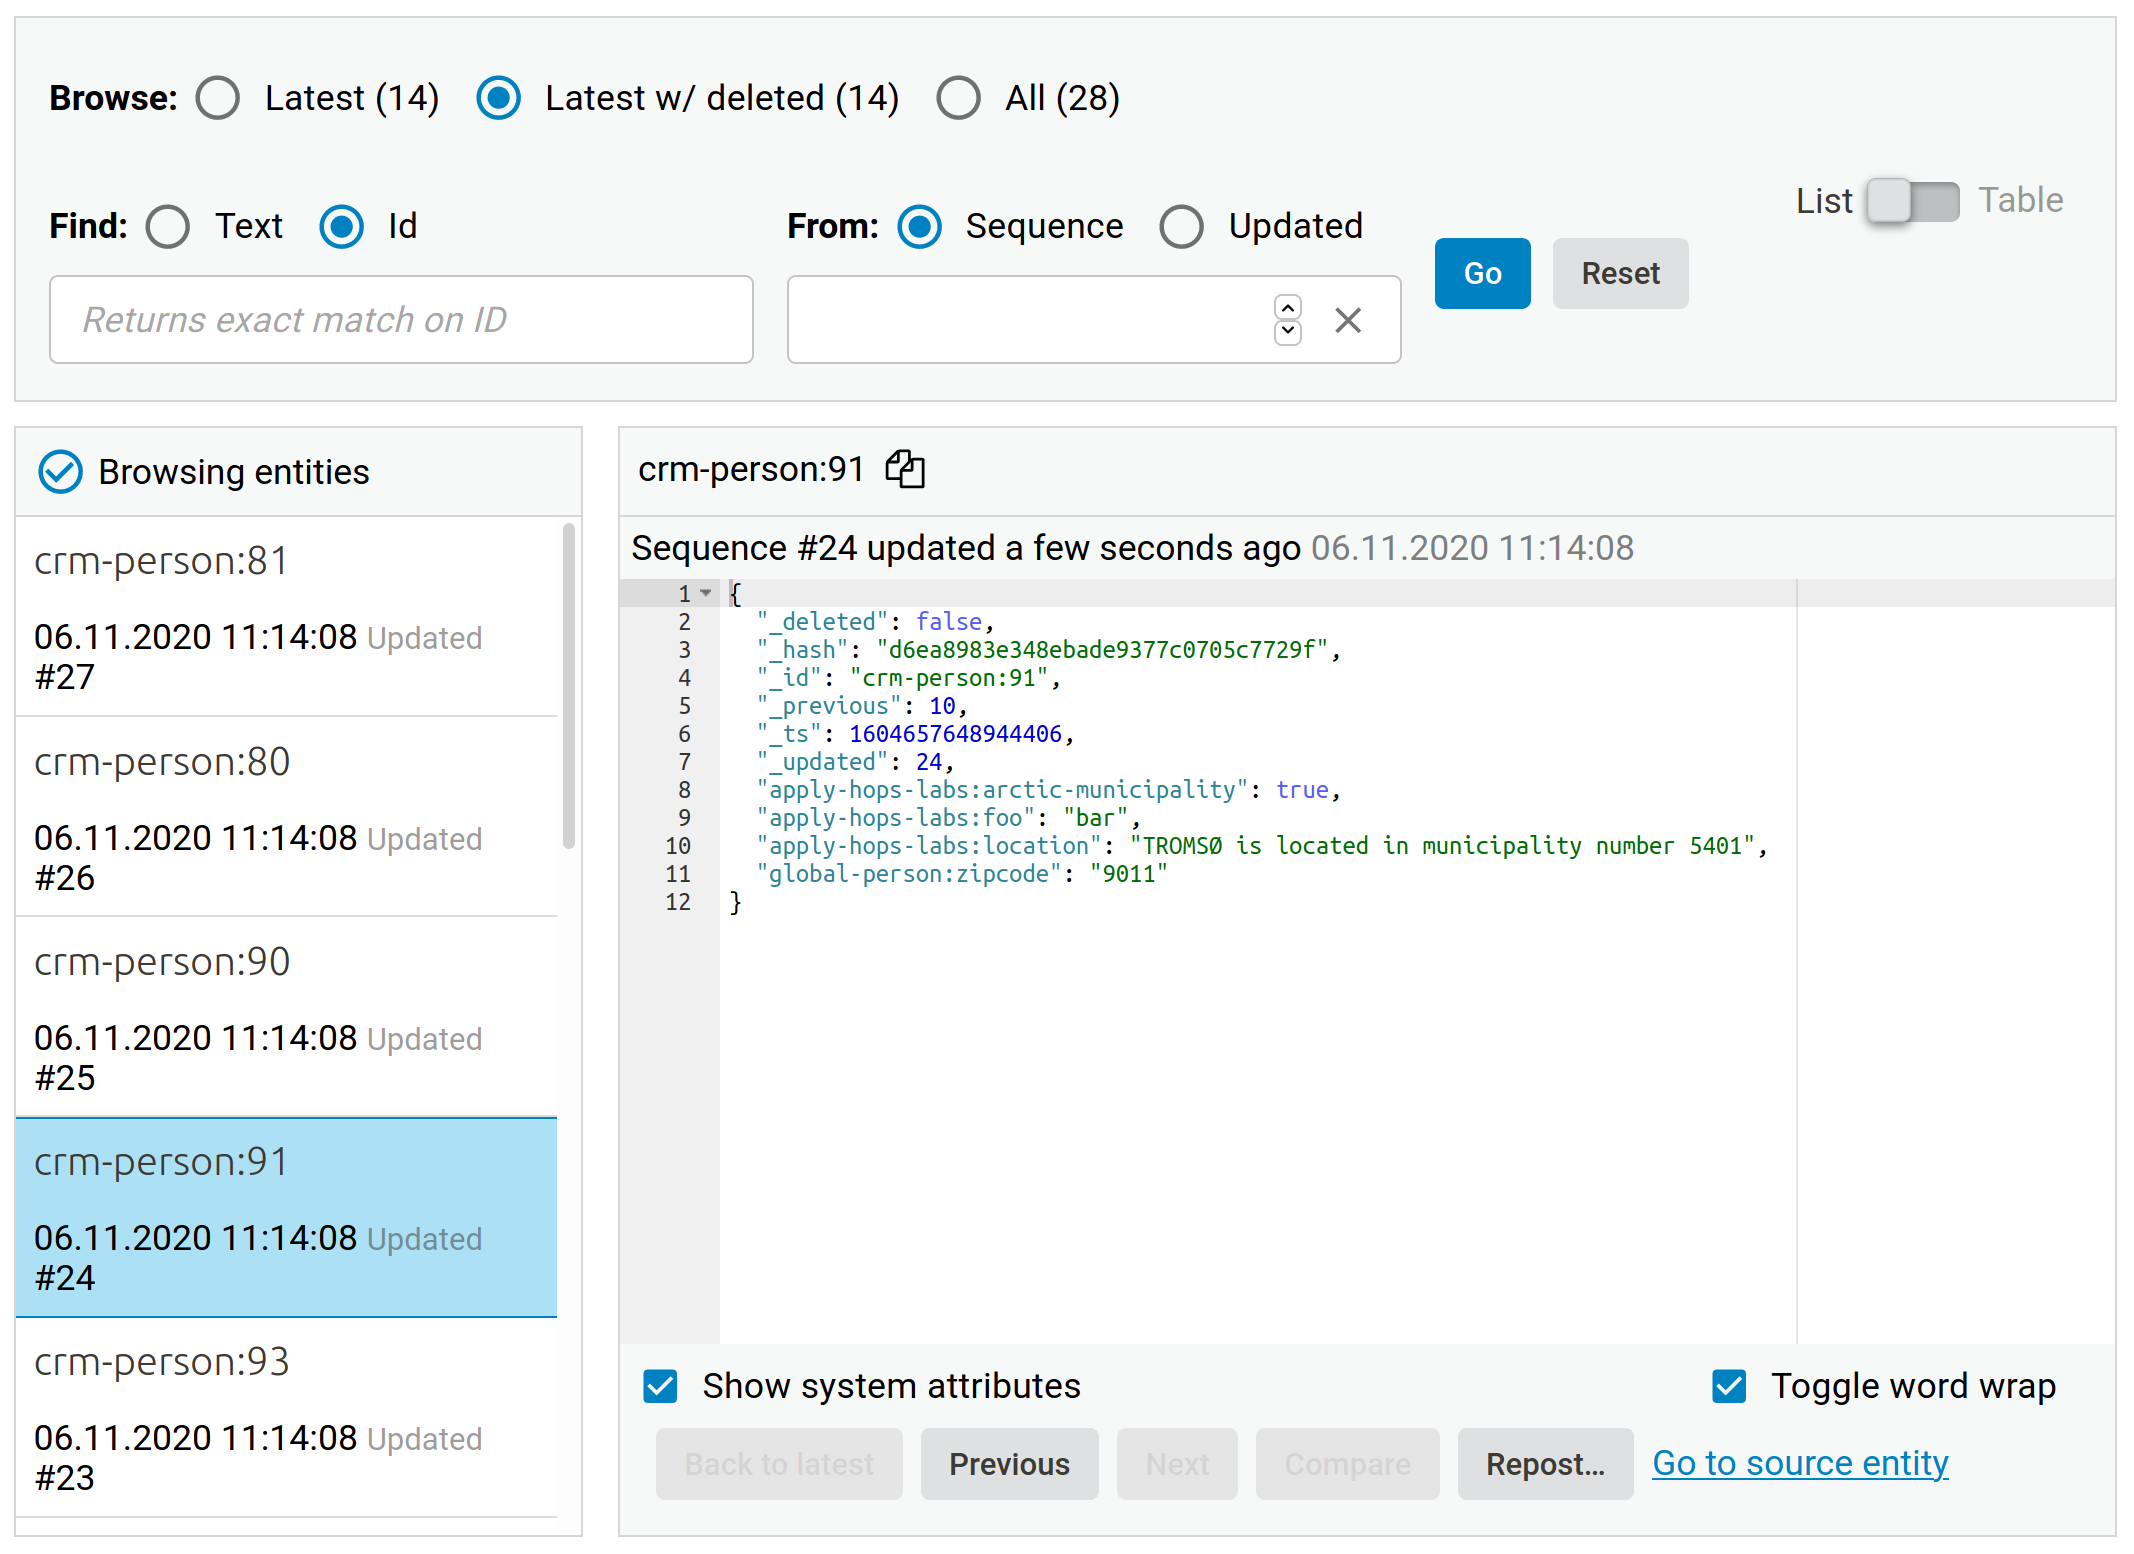 Browse: Latest (14) Latest w/ deleted (14) All (28)
List Table
Find: Text Id From: Sequence Updated
Go Reset
Returns exact match on ID
Browsing entities
crm-person:81
06.11.2020 11:14:08 Updated
#27
crm-person:80
06.11.2020 11:14:08 Updated
#26
crm-person:90
06.11.2020 11:14:08 Updated
#25
crm-person:91
06.11.2020 11:14:08 Updated
#24
crm-person:93
06.11.2020 11:14:08 Updated
#23
crm-person:91
Sequence #24 updated a few seconds ago 06.11.2020 11:14:08
1 {
2 "_deleted": false,
3 "_hash": "d6ea8983e348ebade9377c0705c7729f",
4 "_id": "crm-person:91",
5 "_previous": 10,
6 "_ts": 1604657648944406,
7 "_updated": 24,
8 "apply-hops-labs:arctic-municipality": true,
9 "apply-hops-labs:foo": "bar",
10 "apply-hops-labs:location": "TROMSØ is located in municipality number 5401",
11 "global-person:zipcode": "9011"
12 }
Show system attributes Toggle word wrap
Back to latest Previous Next Compare Repost... Go to source entity